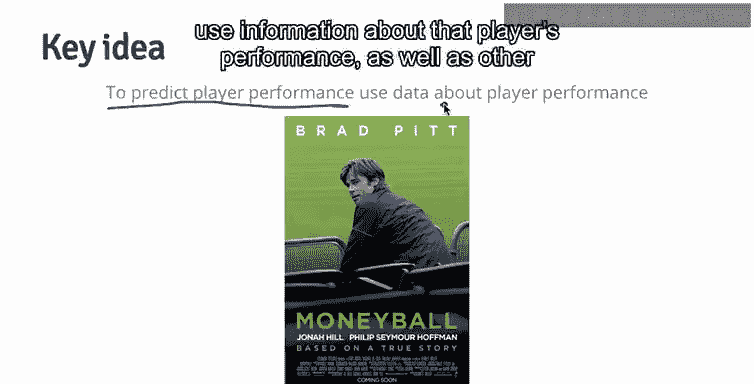 Key idea
use information about that player's
performance, as well as other
To predict player performance use data about player performance
BRAD PITT
MONEYBALL
JONAH HILL PHILIP SEYMOUR HOFFMAN
BASED ON A TRUE STORY
COMING SOON